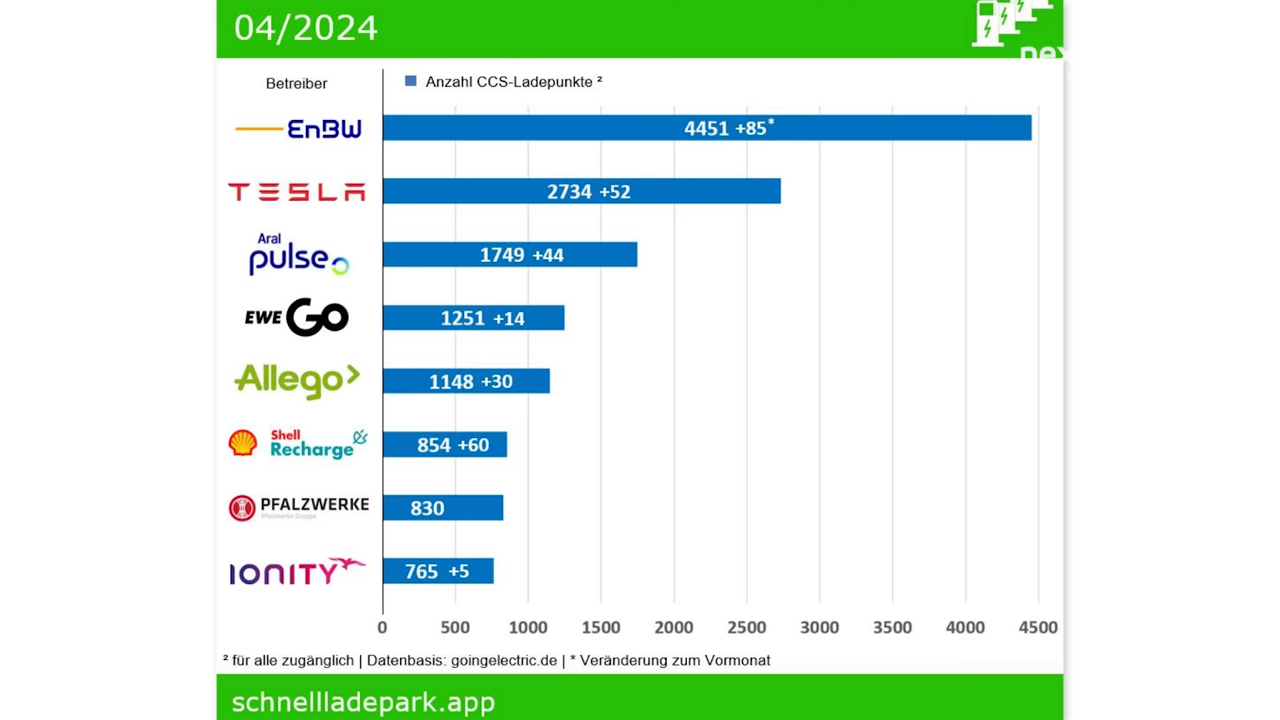 04/2024
Betreiber
Anzahl CCS-Ladepunkte ²
EnBW
4451 +85*
TESLA
2734 +52
Aral
pulse
1749 +44
EWE GO
1251 +14
Allego
1148 +30
Shell
Recharge
854 +60
PFALZWERKE
Pfalzwerke Gruppe
830
IONITY
765 +5
0 500 1000 1500 2000 2500 3000 3500 4000 4500
² für alle zugänglich | Datenbasis: goingelectric.de | * Veränderung zum Vormonat
schnellladepark.app